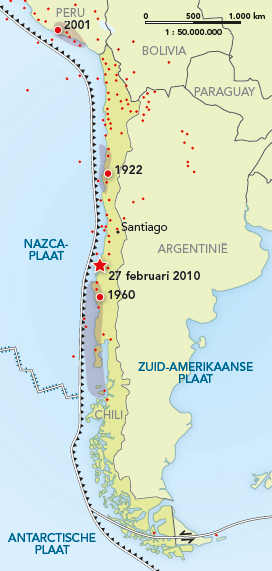 PERU
2001
0 500 1.000 km
1 : 50.000.000
BOLIVIA
PARAGUAY
1922
Santiago
NAZCA-
PLAAT
ARGENTINIË
27 februari 2010
1960
ZUID-AMERIKAANSE
PLAAT
CHILI
ANTARCTISCHE
PLAAT